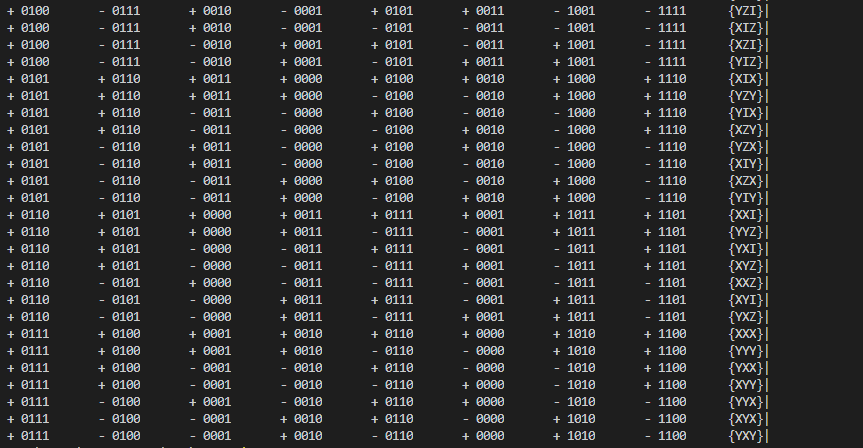 + 0100 - 0111 + 0010 - 0001 + 0101 + 0011 - 1001 - 1111 {YZI}|
+ 0100 - 0111 + 0010 - 0001 - 0101 - 0011 - 1001 - 1111 {XIZ}|
+ 0100 - 0111 - 0010 + 0001 + 0101 - 0011 + 1001 - 1111 {XZI}|
+ 0100 - 0111 - 0010 + 0001 - 0101 + 0011 + 1001 - 1111 {YIZ}|
+ 0101 + 0110 + 0011 + 0000 + 0100 + 0010 + 1000 + 1110 {XIX}|
+ 0101 + 0110 + 0011 + 0000 - 0100 - 0010 + 1000 + 1110 {YZY}|
+ 0101 + 0110 - 0011 - 0000 + 0100 - 0010 - 1000 + 1110 {YIX}|
+ 0101 + 0110 - 0011 - 0000 - 0100 + 0010 - 1000 + 1110 {XZY}|
+ 0101 - 0110 + 0011 - 0000 + 0100 + 0010 - 1000 - 1110 {YZX}|
+ 0101 - 0110 + 0011 - 0000 - 0100 - 0010 - 1000 - 1110 {XIY}|
+ 0101 - 0110 - 0011 + 0000 + 0100 - 0010 + 1000 - 1110 {XZX}|
+ 0101 - 0110 - 0011 + 0000 - 0100 + 0010 + 1000 - 1110 {YIY}|
+ 0110 + 0101 + 0000 + 0011 + 0111 + 0001 + 1011 + 1101 {XXI}|
+ 0110 + 0101 + 0000 + 0011 - 0111 - 0001 + 1011 + 1101 {YYZ}|
+ 0110 + 0101 - 0000 - 0011 + 0111 - 0001 - 1011 + 1101 {YXI}|
+ 0110 + 0101 - 0000 - 0011 - 0111 + 0001 - 1011 + 1101 {XYZ}|
+ 0110 - 0101 + 0000 - 0011 - 0111 - 0001 - 1011 - 1101 {XXZ}|
+ 0110 - 0101 - 0000 + 0011 + 0111 - 0001 + 1011 - 1101 {XYI}|
+ 0110 - 0101 - 0000 + 0011 - 0111 + 0001 + 1011 - 1101 {YXZ}|
+ 0111 + 0100 + 0001 + 0010 + 0110 + 0000 + 1010 + 1100 {XXX}|
+ 0111 + 0100 + 0001 + 0010 - 0110 - 0000 + 1010 + 1100 {YYY}|
+ 0111 + 0100 - 0001 - 0010 + 0110 - 0000 - 1010 + 1100 {YXX}|
+ 0111 + 0100 - 0001 - 0010 - 0110 + 0000 - 1010 + 1100 {XYY}|
+ 0111 - 0100 + 0001 - 0010 + 0110 + 0000 - 1010 - 1100 {YYX}|
+ 0111 - 0100 - 0001 + 0010 + 0110 - 0000 + 1010 - 1100 {XYX}|
+ 0111 - 0100 - 0001 + 0010 - 0110 + 0000 + 1010 - 1100 {YXY}|